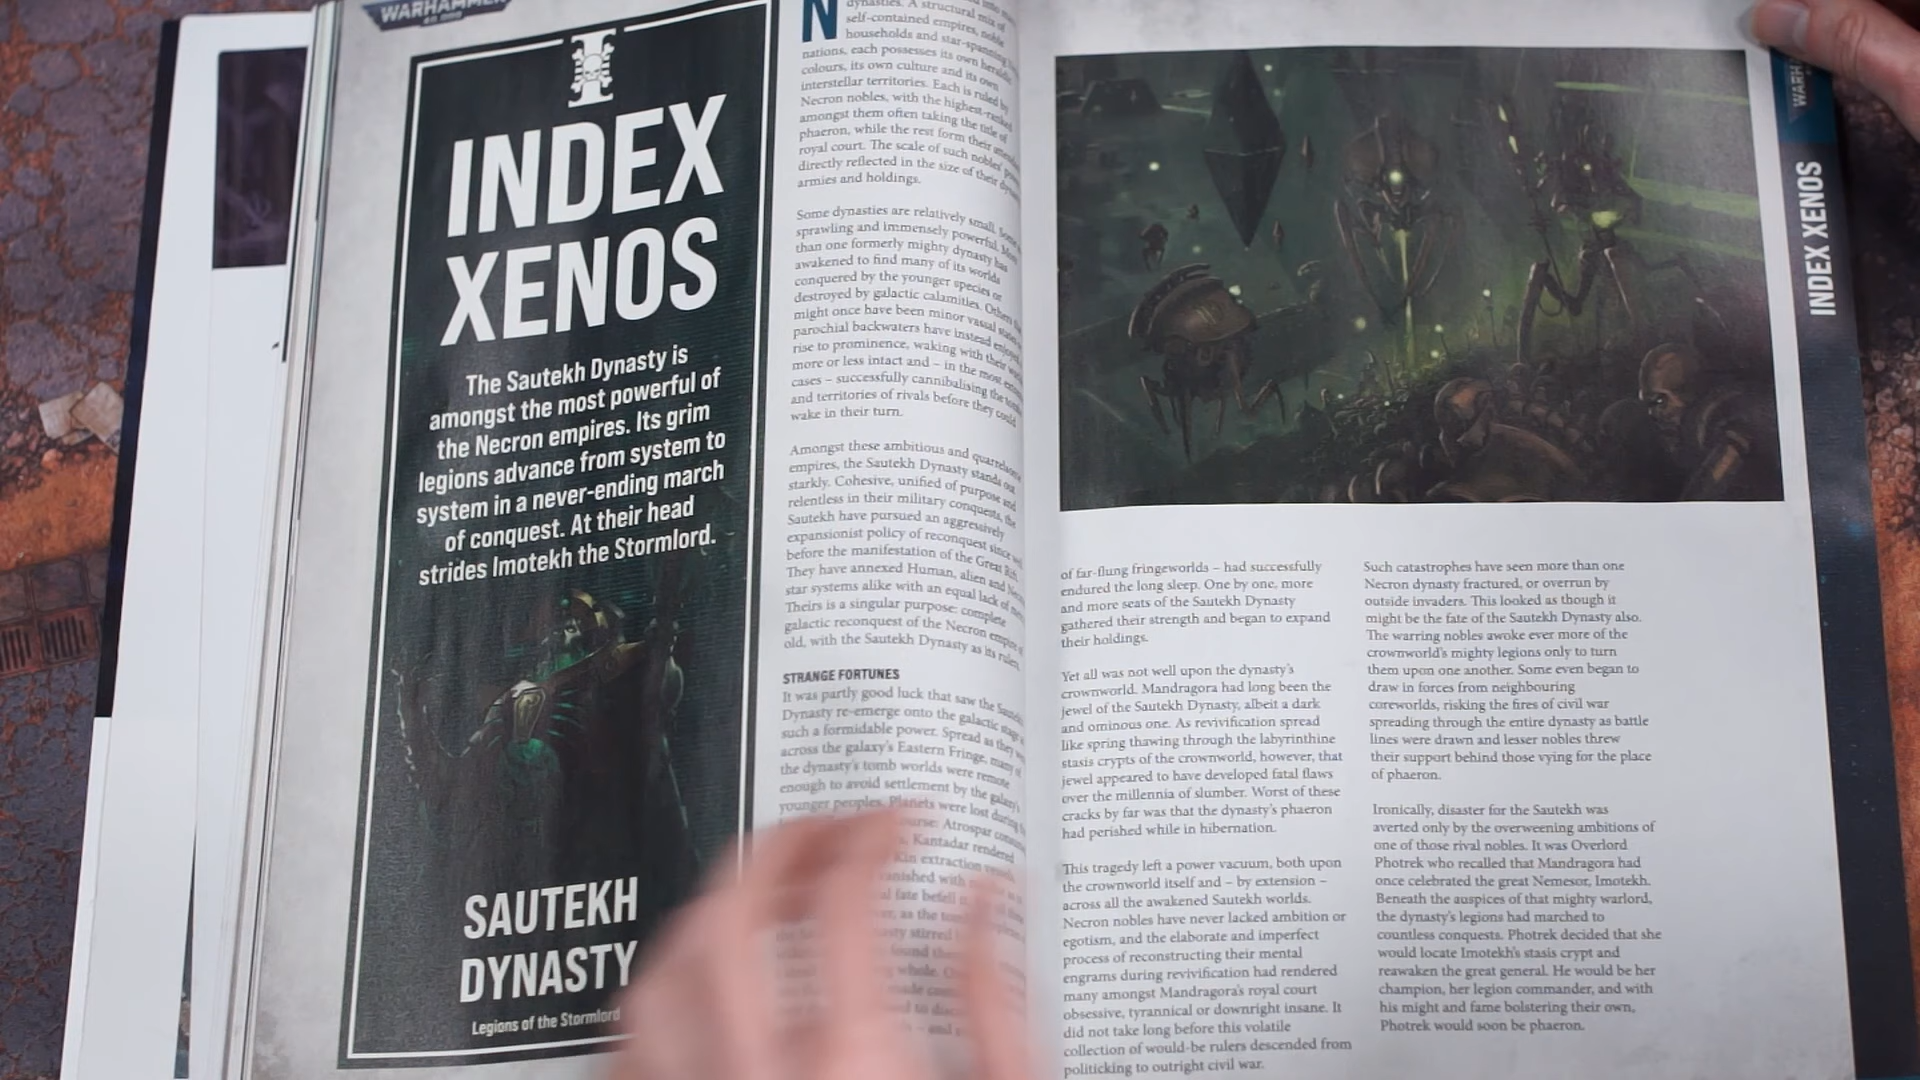 WARHAMMER
40,000
INDEX
XENOS
The Sautekh Dynasty is
amongst the most powerful of
the Necron empires. Its grim
legions advance from system to
system in a never-ending march
of conquest. At their head
strides Imotekh the Stormlord.
SAUTEKH
DYNASTY
Legions of the Stormlord
N
dynasties. A structural mix of
self-contained empires, noble
households and star-spanning
nations, each possesses its own heraldic
colours, its own culture and its own
interstellar territories. Each is ruled by
Necron nobles, with the highest-ranked
amongst them often taking the title of
phaeron, while the rest form their
royal court. The scale of such nobles'
directly reflected in the size of their
armies and holdings.
Some dynasties are relatively small,
sprawling and immensely powerful.
than one formerly mighty dynasty has
awakened to find many of its worlds
conquered by the younger species or
destroyed by galactic calamities. Others
might once have been minor vassal
parochial backwaters have instead
rise to prominence, waking with their
more or less intact and – in the most
cases – successfully cannibalising the
and territories of rivals before they could
wake in their turn.
Amongst these ambitious and quarrelsome
empires, the Sautekh Dynasty stands out
starkly. Cohesive, unified of purpose and
relentless in their military conquests, the
Sautekh have pursued an aggressively
expansionist policy of reconquest since
before the manifestation of the Great Rift.
They have annexed Human, alien and
star systems alike with an equal lack of
Theirs is a singular purpose: complete
galactic reconquest of the Necron
old, with the Sautekh Dynasty as its
STRANGE FORTUNES
It was partly good luck that saw the
Dynasty re-emerge onto the galactic stage
such a formidable power. Spread as they
across the galaxy's Eastern Fringe, many of
the dynasty's tomb worlds were remote
enough to avoid settlement by the galaxy's
younger peoples. Planets were lost during
Atrospar
Kantadar rendered
Kin extraction
with
fate befell
as the
stirred
found
whole.
to
and
of far-flung fringeworlds – had successfully
endured the long sleep. One by one, more
and more seats of the Sautekh Dynasty
gathered their strength and began to expand
their holdings.
Yet all was not well upon the dynasty's
crownworld. Mandragora had long been the
jewel of the Sautekh Dynasty, albeit a dark
and ominous one. As revivification spread
like spring thawing through the labyrinthine
stasis crypts of the crownworld, however, that
jewel appeared to have developed fatal flaws
over the millennia of slumber. Worst of these
cracks by far was that the dynasty's phaeron
had perished while in hibernation.
This tragedy left a power vacuum, both upon
the crownworld itself and – by extension –
across all the awakened Sautekh worlds.
Necron nobles have never lacked ambition or
egotism, and the elaborate and imperfect
process of reconstructing their mental
engrams during revivification had rendered
many amongst Mandragora's royal court
obsessive, tyrannical or downright insane. It
did not take long before this volatile
collection of would-be rulers descended from
politicking to outright civil war.
Such catastrophes have seen more than one
Necron dynasty fractured, or overrun by
outside invaders. This looked as though it
might be the fate of the Sautekh Dynasty also.
The warring nobles awoke ever more of the
crownworld's mighty legions only to turn
them upon one another. Some even began to
draw in forces from neighbouring
coreworlds, risking the fires of civil war
spreading through the entire dynasty as battle
lines were drawn and lesser nobles threw
their support behind those vying for the place
of phaeron.
Ironically, disaster for the Sautekh was
averted only by the overweening ambitions of
one of those rival nobles. It was Overlord
Photrek who recalled that Mandragora had
once celebrated the great Nemesor, Imotekh.
Beneath the auspices of that mighty warlord,
the dynasty's legions had marched to
countless conquests. Photrek decided that she
would locate Imotekh's stasis crypt and
reawaken the great general. He would be her
champion, her legion commander, and with
his might and fame bolstering their own,
Photrek would soon be phaeron.
INDEX XENOS